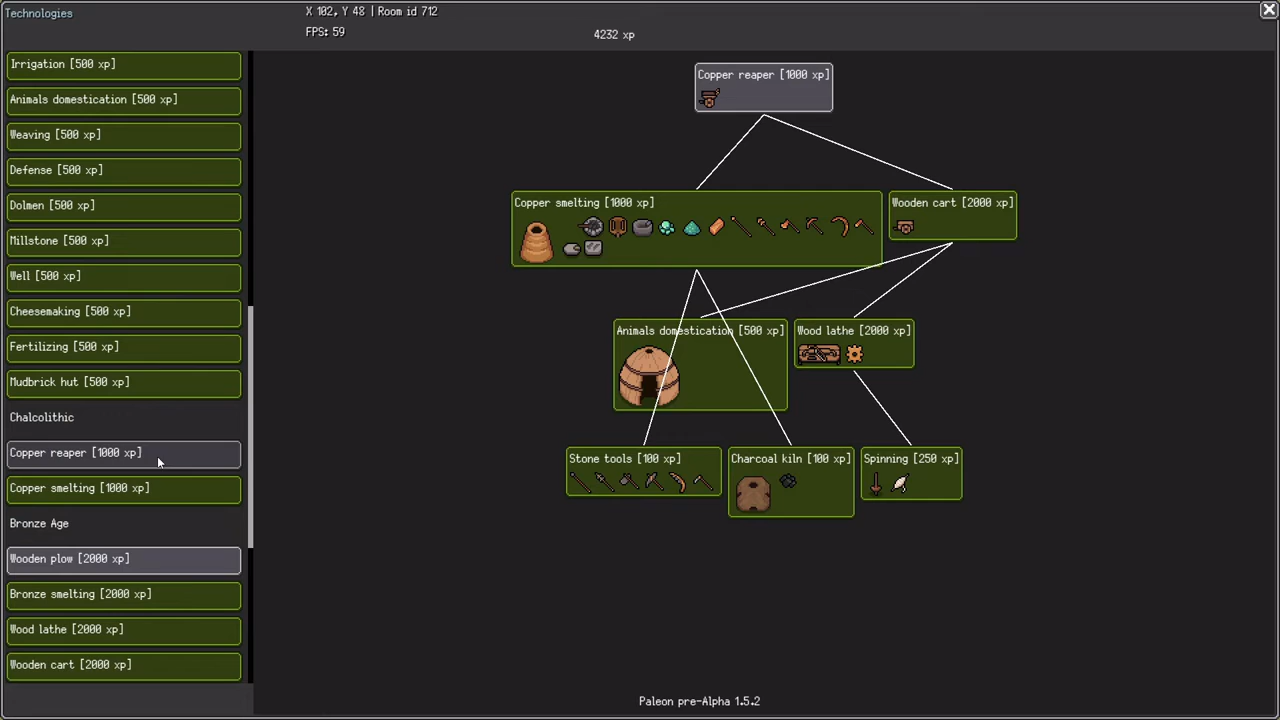 Technologies
X 102, Y 48 | Room id 712
FPS: 59
4232 xp
Irrigation [500 xp]
Animals domestication [500 xp]
Weaving [500 xp]
Defense [500 xp]
Dolmen [500 xp]
Millstone [500 xp]
Well [500 xp]
Cheesemaking [500 xp]
Fertilizing [500 xp]
Mudbrick hut [500 xp]
Chalcolithic
Copper reaper [1000 xp]
Copper smelting [1000 xp]
Bronze Age
Wooden plow [2000 xp]
Bronze smelting [2000 xp]
Wood lathe [2000 xp]
Wooden cart [2000 xp]
Copper reaper [1000 xp]
Copper smelting [1000 xp]
Wooden cart [2000 xp]
Animals domestication [500 xp]
Wood lathe [2000 xp]
Stone tools [100 xp]
Charcoal kiln [100 xp]
Spinning [250 xp]
Paleon pre-Alpha 1.5.2